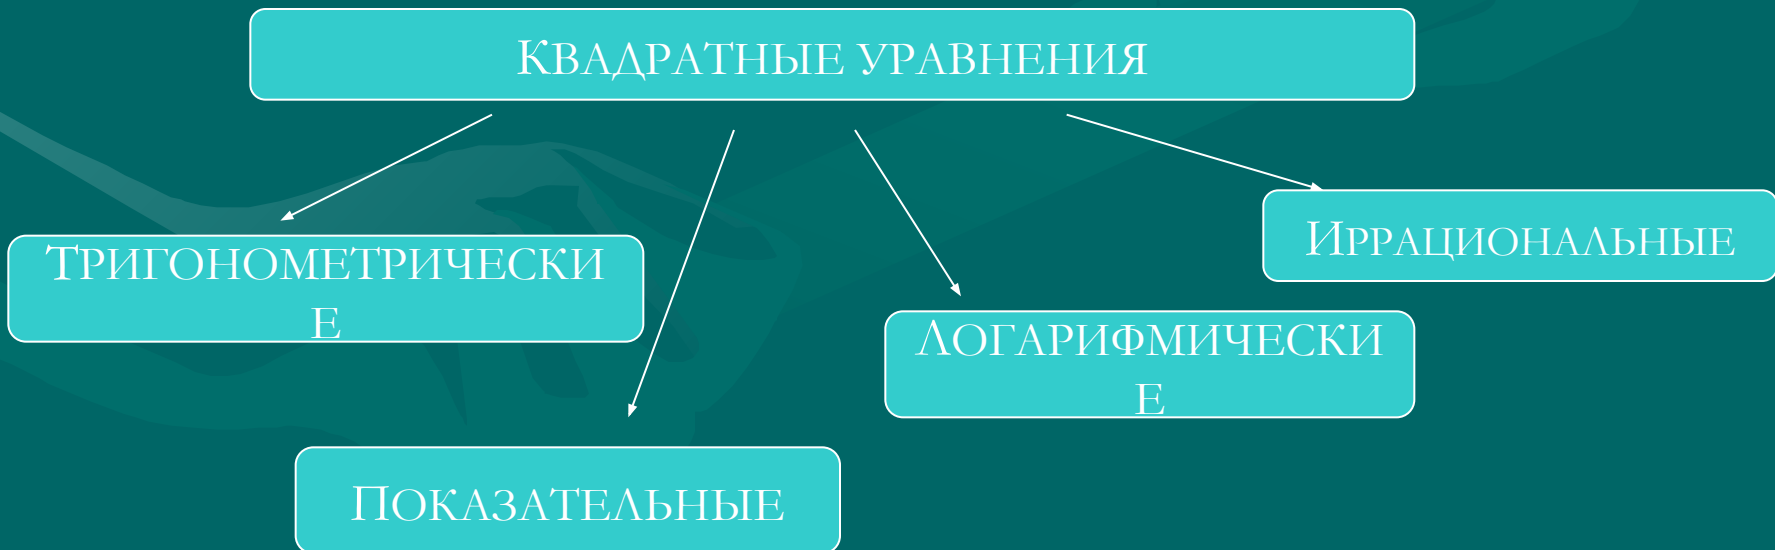 Квадратные уравнения
Иррациональные
Тригонометрически
е
Логарифмически
е
Показательные